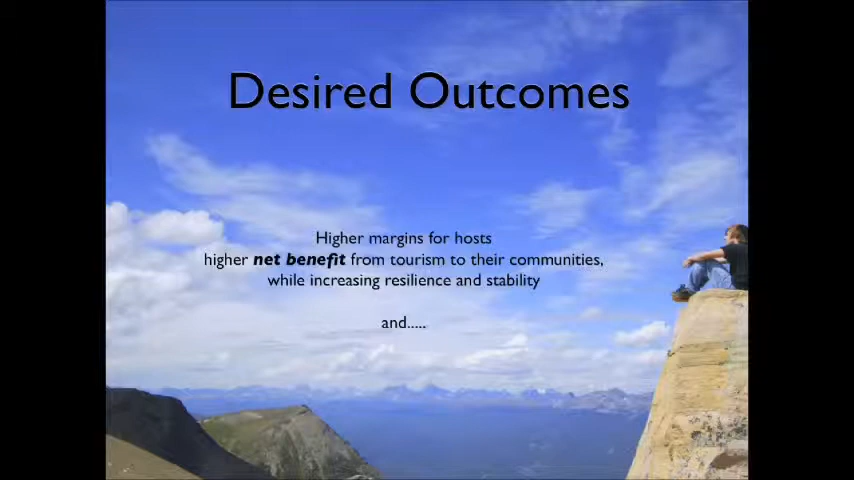 Desired Outcomes
Higher margins for hosts
higher net benefit from tourism to their communities,
while increasing resilience and stability
and.....